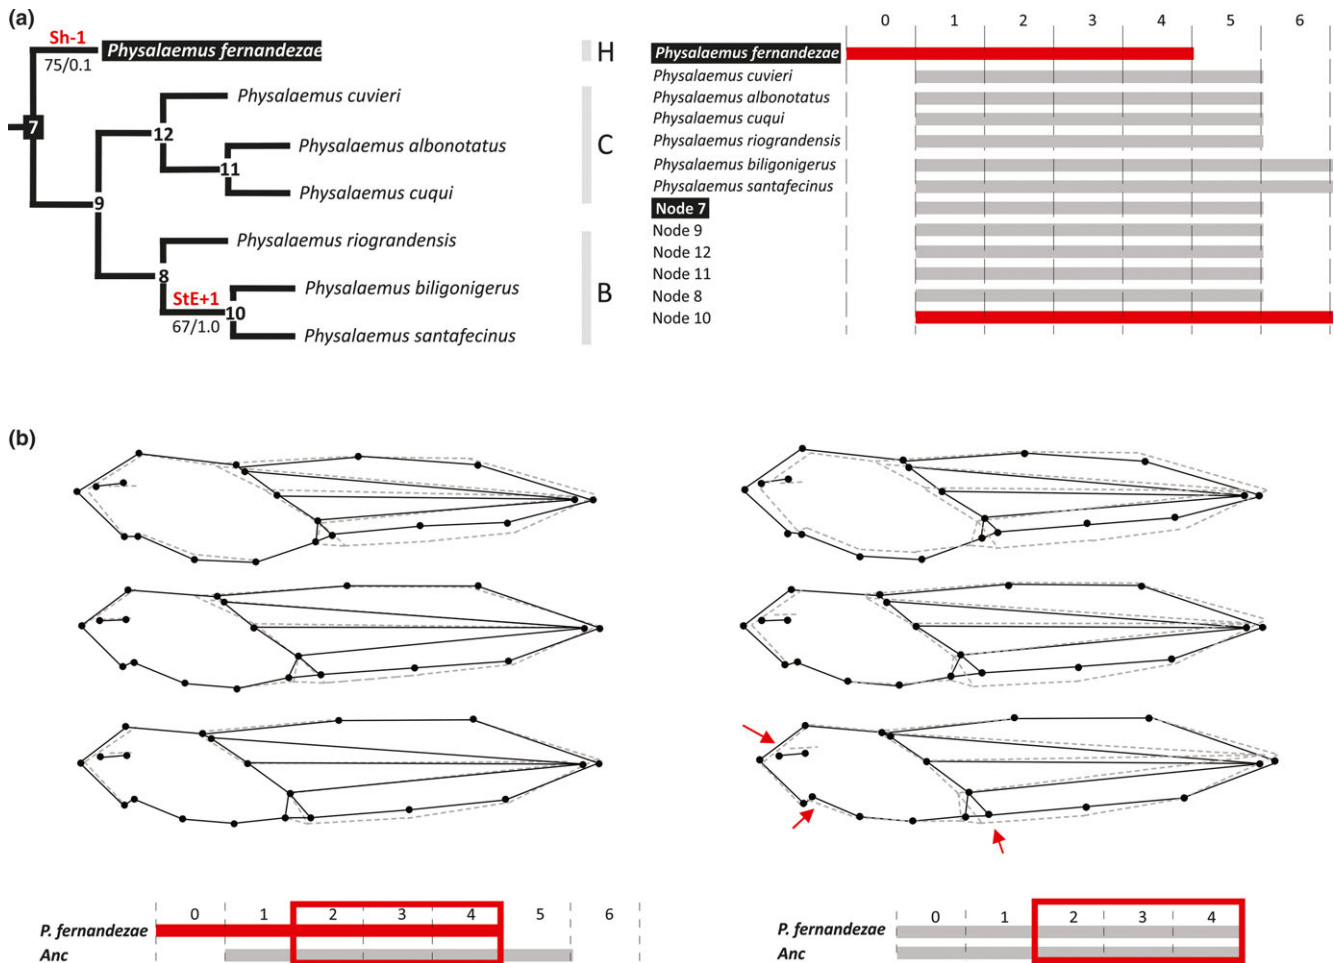 (a)
Sh-1
Physalaemus fernandezae
75/0.1
H
Physalaemus cuvieri
7
12
C
Physalaemus albonotatus
11
Physalaemus cuqui
9
Physalaemus riograndensis
8
B
StE+1
Physalaemus biligonigerus
10
67/1.0
Physalaemus santafecinus
0 1 2 3 4 5 6
Physalaemus fernandezae
Physalaemus cuvieri
Physalaemus albonotatus
Physalaemus cuqui
Physalaemus riograndensis
Physalaemus biligonigerus
Physalaemus santafecinus
Node 7
Node 9
Node 12
Node 11
Node 8
Node 10
(b)
0 1 2 3 4 5 6
P. fernandezae
Anc
0 1 2 3 4
P. fernandezae
Anc